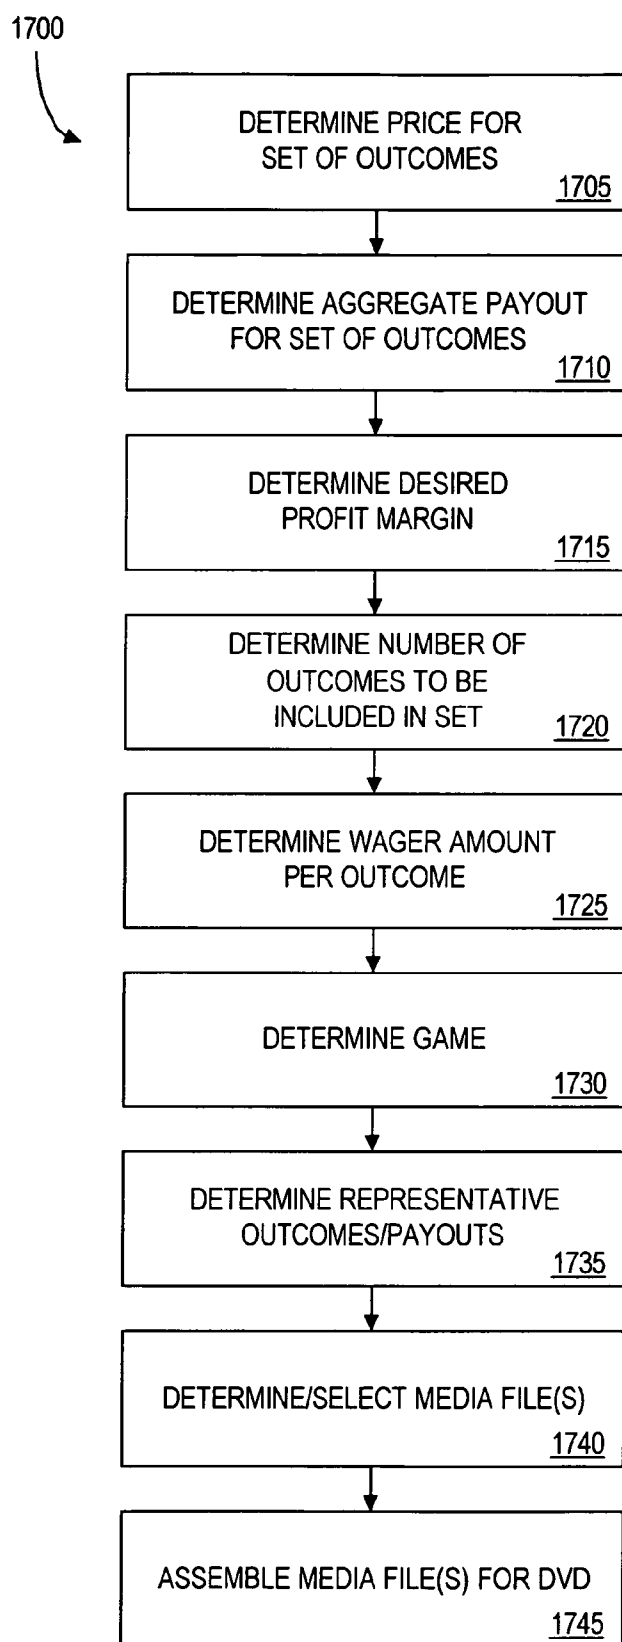 1700
DETERMINE PRICE FOR
SET OF OUTCOMES
1705
DETERMINE AGGREGATE PAYOUT
FOR SET OF OUTCOMES
1710
DETERMINE DESIRED
PROFIT MARGIN
1715
DETERMINE NUMBER OF
OUTCOMES TO BE
INCLUDED IN SET
1720
DETERMINE WAGER AMOUNT
PER OUTCOME
1725
DETERMINE GAME
1730
DETERMINE REPRESENTATIVE
OUTCOMES/PAYOUTS
1735
DETERMINE/SELECT MEDIA FILE(S)
1740
ASSEMBLE MEDIA FILE(S) FOR DVD
1745